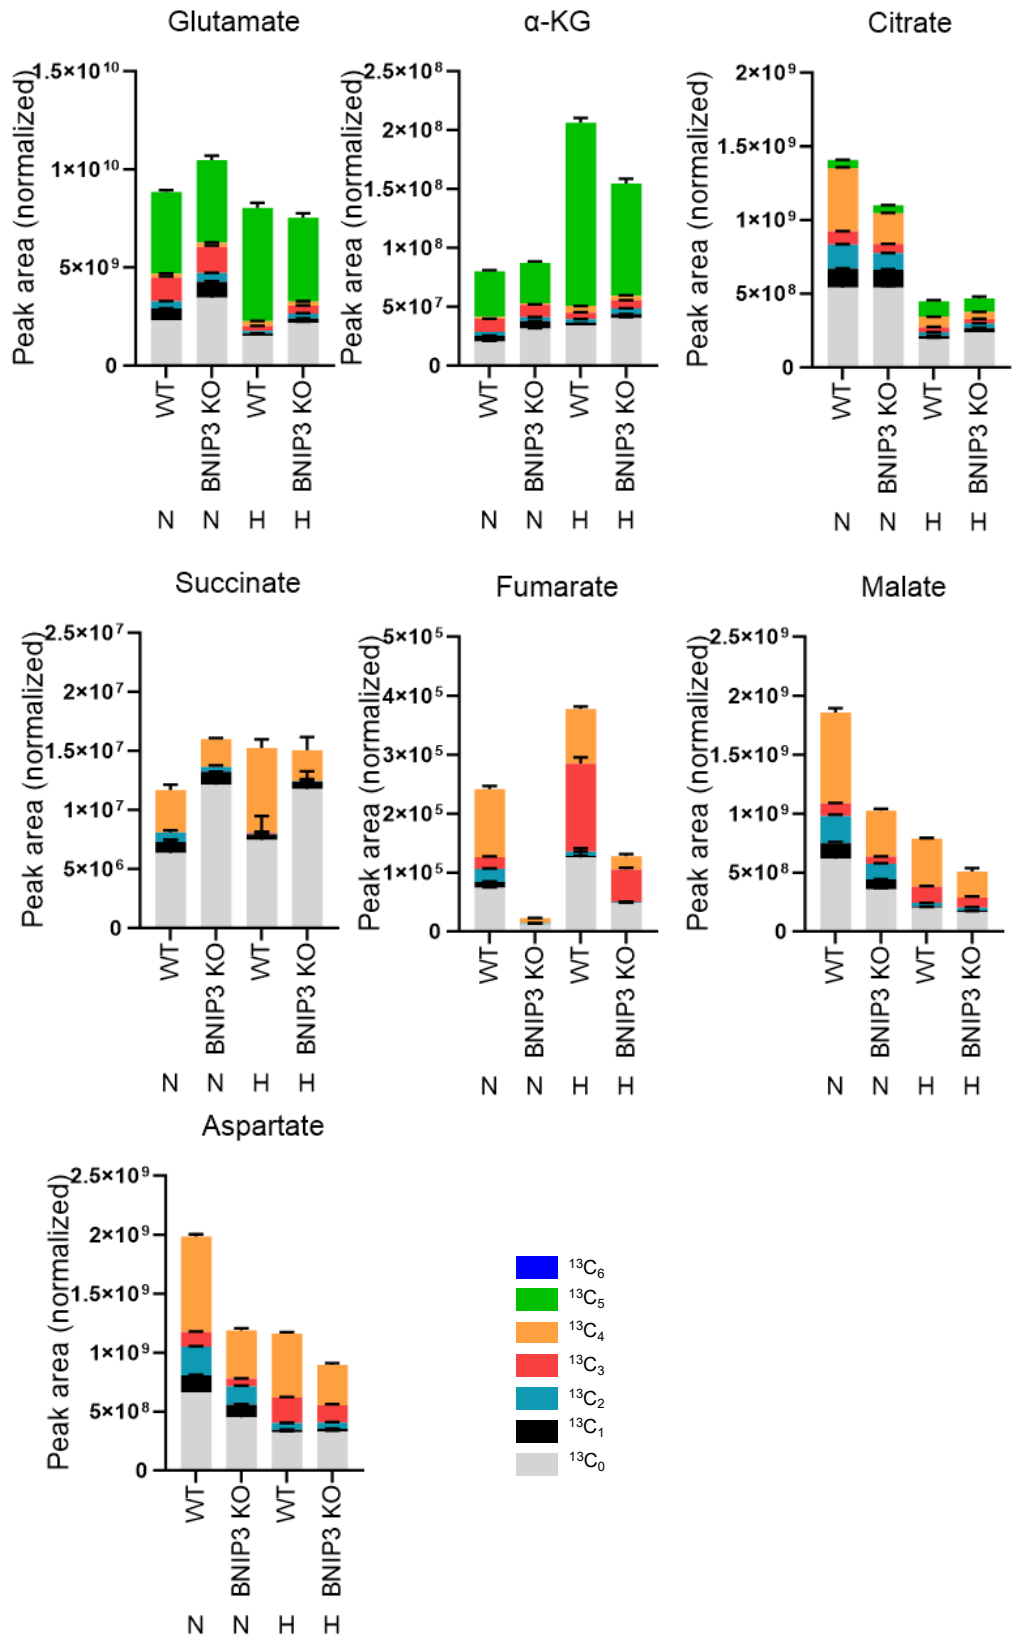 Glutamate
α-KG
Citrate
Peak area (normalized)
1.5×10¹⁰
1×10¹⁰
5×10⁹
0
WT
BNIP3 KO
WT
BNIP3 KO
N
N
H
H
Peak area (normalized)
2.5×10⁸
2×10⁸
1.5×10⁸
1×10⁸
5×10⁷
0
WT
BNIP3 KO
WT
BNIP3 KO
N
N
H
H
Peak area (normalized)
2×10⁹
1.5×10⁹
1×10⁹
5×10⁸
0
WT
BNIP3 KO
WT
BNIP3 KO
N
N
H
H
Succinate
Fumarate
Malate
Peak area (normalized)
2.5×10⁷
2×10⁷
1.5×10⁷
1×10⁷
5×10⁶
0
WT
BNIP3 KO
WT
BNIP3 KO
N
N
H
H
Peak area (normalized)
5×10⁵
4×10⁵
3×10⁵
2×10⁵
1×10⁵
0
WT
BNIP3 KO
WT
BNIP3 KO
N
N
H
H
Peak area (normalized)
2.5×10⁹
2×10⁹
1.5×10⁹
1×10⁹
5×10⁸
0
WT
BNIP3 KO
WT
BNIP3 KO
N
N
H
H
Aspartate
Peak area (normalized)
2.5×10⁹
2×10⁹
1.5×10⁹
1×10⁹
5×10⁸
0
WT
BNIP3 KO
WT
BNIP3 KO
N
N
H
H
¹³C₆
¹³C₅
¹³C₄
¹³C₃
¹³C₂
¹³C₁
¹³C₀